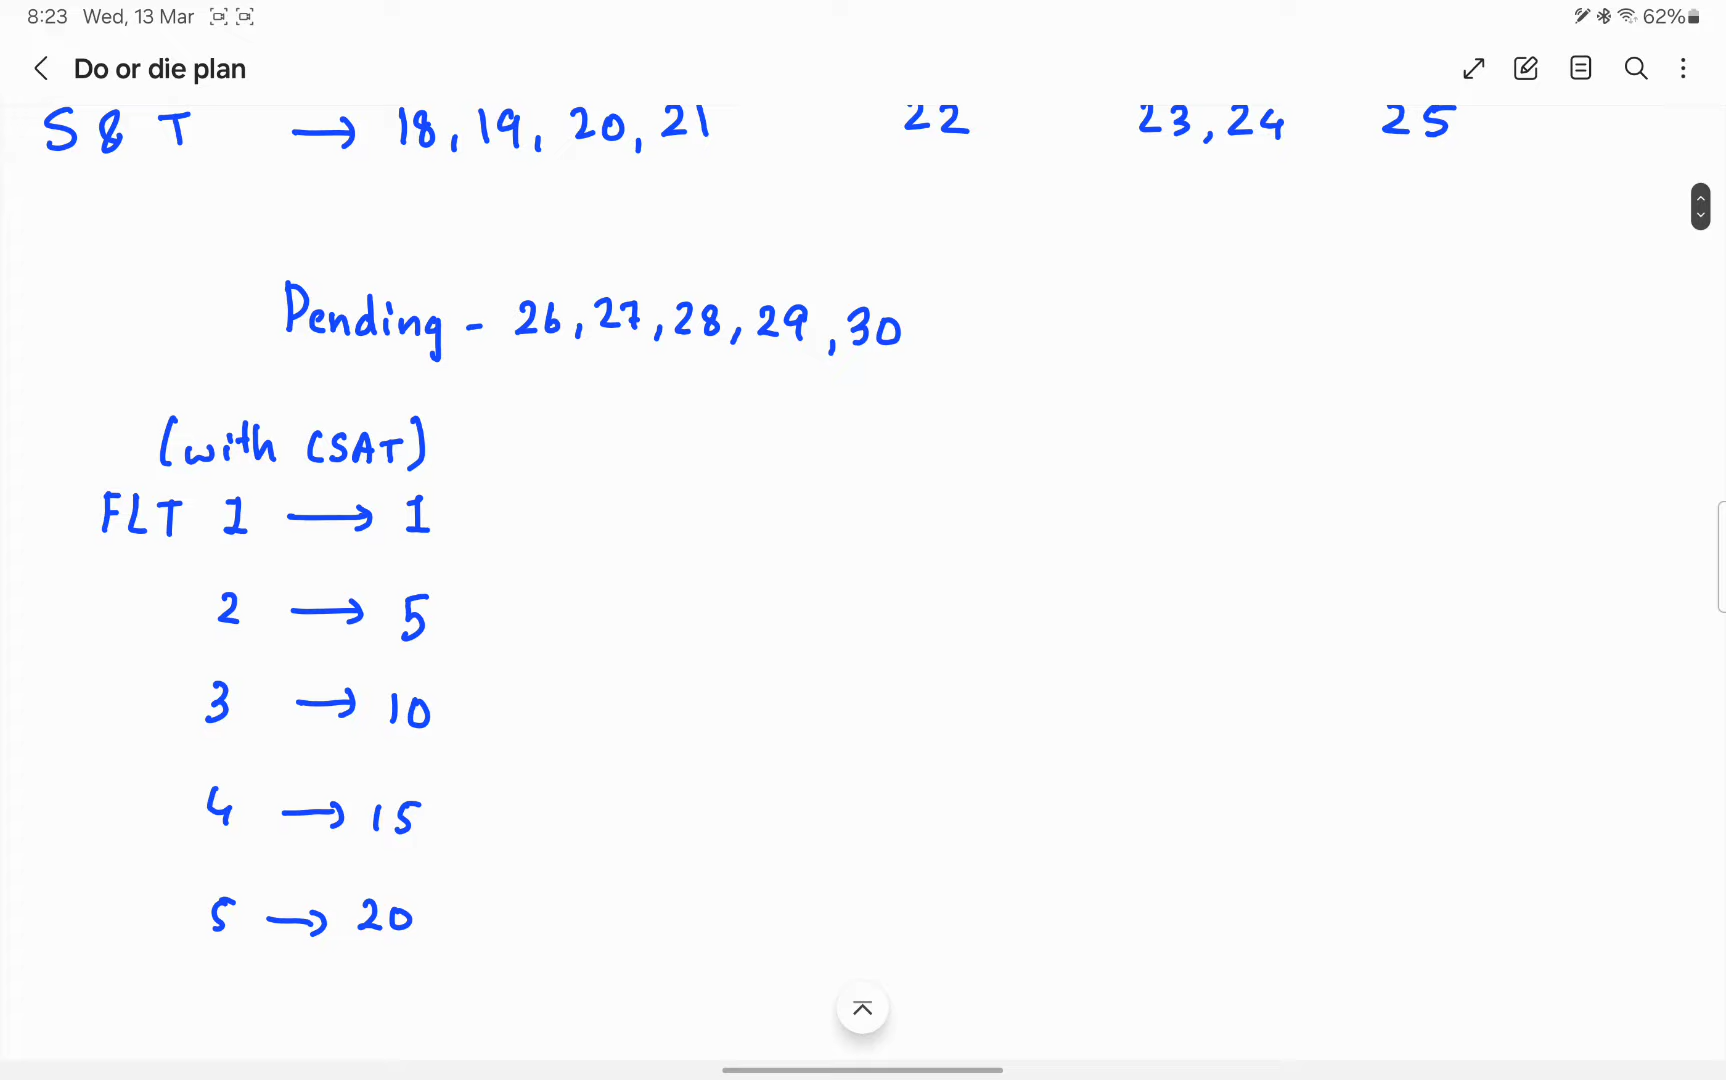 8:23 Wed, 13 Mar 62%
Do or die plan
S & T → 18, 19, 20, 21 22 23, 24 25
Pending - 26, 27, 28, 29, 30
(with CSAT)
FLT 1 → 1
2 → 5
3 → 10
4 → 15
5 → 20